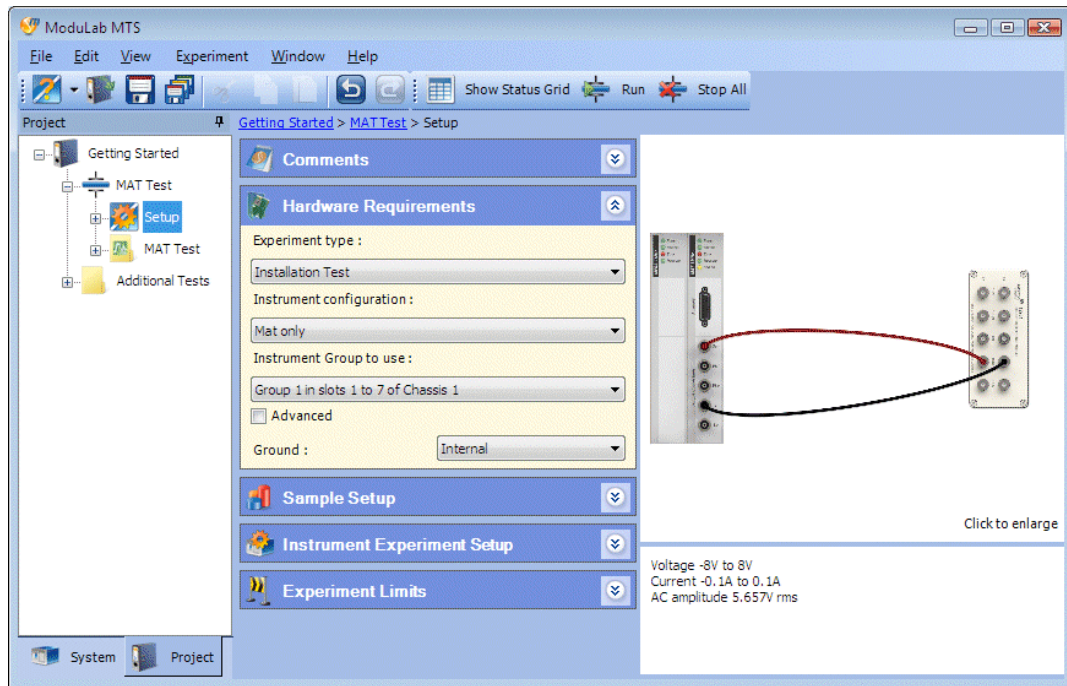 ModuLab MTS
File Edit View Experiment Window Help
Show Status Grid Run Stop All
Project
Getting Started > MAT Test > Setup
Getting Started
MAT Test
Setup
MAT Test
Additional Tests
Comments
Hardware Requirements
Experiment type :
Installation Test
Instrument configuration :
Mat only
Instrument Group to use :
Group 1 in slots 1 to 7 of Chassis 1
Advanced
Ground :
Internal
Sample Setup
Instrument Experiment Setup
Experiment Limits
Click to enlarge
Voltage -8V to 8V
Current -0.1A to 0.1A
AC amplitude 5.657V rms
System Project